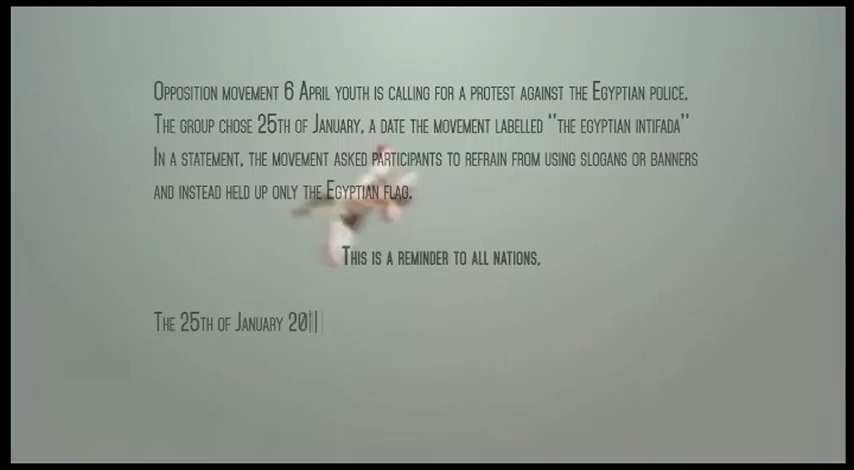 Opposition movement 6 April youth is calling for a protest against the Egyptian police,
The group chose 25th of January, a date the movement labelled "the egyptian intifada"
In a statement, the movement asked participants to refrain from using slogans or banners
and instead held up only the Egyptian flag.
This is a reminder to all nations,
The 25th of January 2011